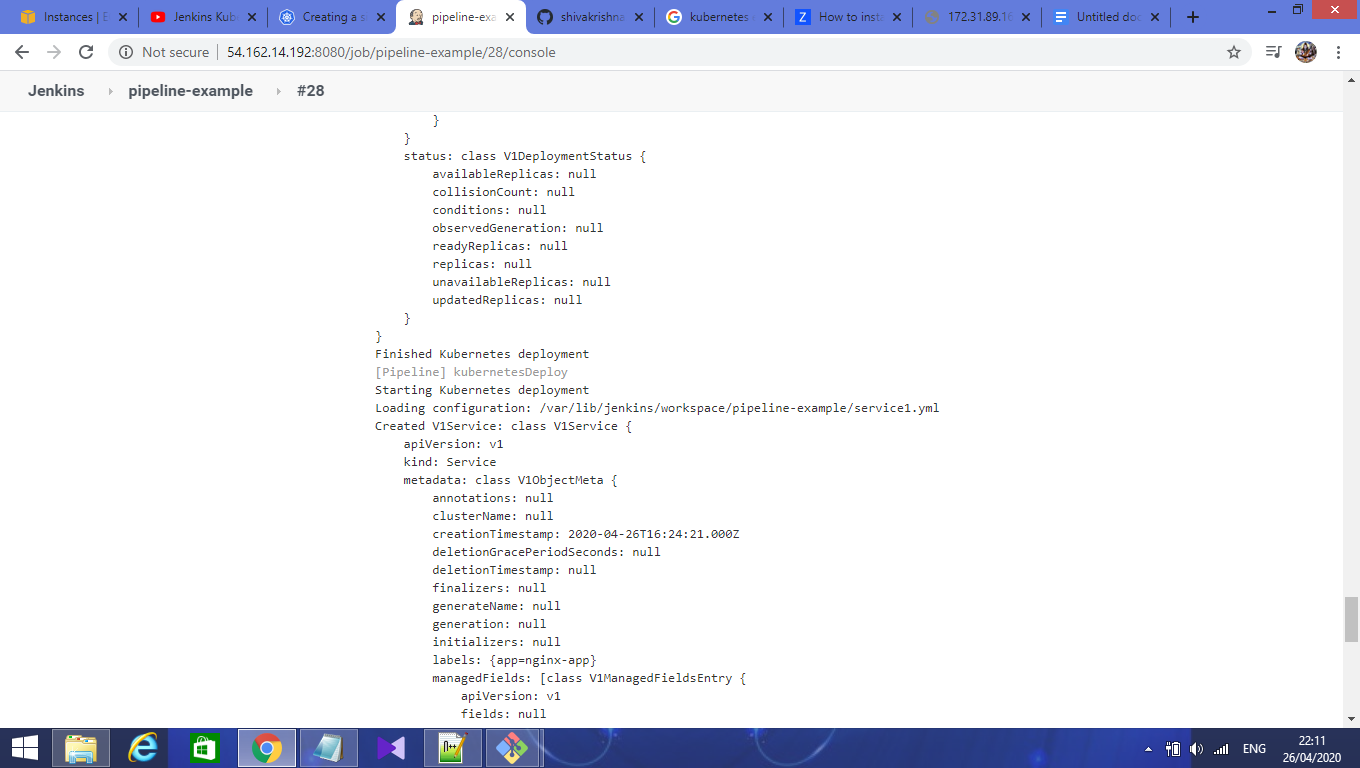 Instances | E
Jenkins Kub
Creating a s
pipeline-exa
shivakrishna
kubernetes
How to insta
172.31.89.16
Untitled doc
Not secure
54.162.14.192:8080/job/pipeline-example/28/console
Jenkins
pipeline-example
#28
}
}
status: class V1DeploymentStatus {
availableReplicas: null
collisionCount: null
conditions: null
observedGeneration: null
readyReplicas: null
replicas: null
unavailableReplicas: null
updatedReplicas: null
}
}
Finished Kubernetes deployment
[Pipeline] kubernetesDeploy
Starting Kubernetes deployment
Loading configuration: /var/lib/jenkins/workspace/pipeline-example/service1.yml
Created V1Service: class V1Service {
apiVersion: v1
kind: Service
metadata: class V1ObjectMeta {
annotations: null
clusterName: null
creationTimestamp: 2020-04-26T16:24:21.000Z
deletionGracePeriodSeconds: null
deletionTimestamp: null
finalizers: null
generateName: null
generation: null
initializers: null
labels: {app=nginx-app}
managedFields: [class V1ManagedFieldsEntry {
apiVersion: v1
fields: null
ENG
22:11
26/04/2020